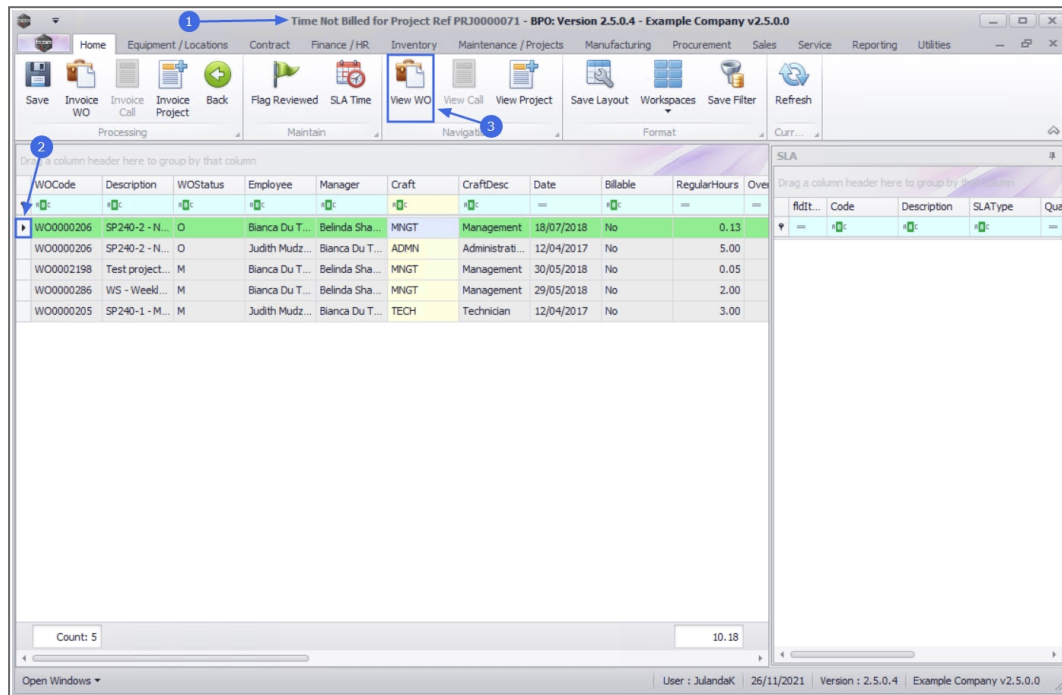 1
Time Not Billed for Project Ref PRJ0000071 - BPO: Version 2.5.0.4 - Example Company v2.5.0.0
Home Equipment / Locations Contract Finance / HR Inventory Maintenance / Projects Manufacturing Procurement Sales Service Reporting Utilities
Save Invoice WO Invoice Call Invoice Project Back Flag Reviewed SLA Time View WO View Call View Project Save Layout Workspaces Save Filter Refresh
Processing Maintain Navigati 3 Format Curr...
2
Drag a column header here to group by that column
SLA
WOCode Description WOStatus Employee Manager Craft CraftDesc Date Billable RegularHours Over
Drag a column header here to group by that column
fldIt... Code Description SLAType Qua
WO0000206 SP240-2 - N... O Bianca Du T... Belinda Sha... MNGT Management 18/07/2018 No 0.13
WO0000206 SP240-2 - N... O Judith Mudz... Bianca Du T... ADMN Administrati... 12/04/2017 No 5.00
WO0002198 Test project... M Bianca Du T... Belinda Sha... MNGT Management 30/05/2018 No 0.05
WO0000286 WS - Weekl... M Bianca Du T... Belinda Sha... MNGT Management 29/05/2018 No 2.00
WO0000205 SP240-1 - M... M Judith Mudz... Bianca Du T... TECH Technician 12/04/2017 No 3.00
Count: 5 10.18
Open Windows User : JulandaK 26/11/2021 Version : 2.5.0.4 Example Company v2.5.0.0